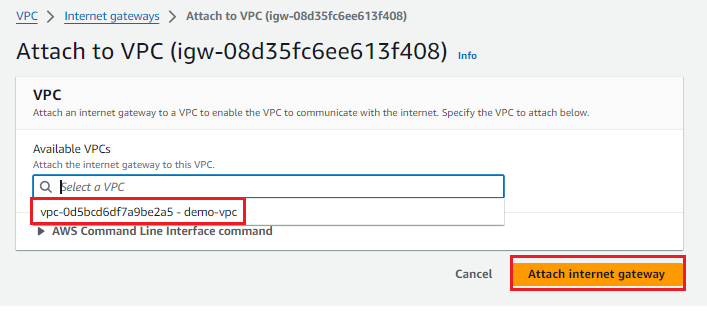 VPC > Internet gateways > Attach to VPC (igw-08d35fc6ee613f408)
Attach to VPC (igw-08d35fc6ee613f408) Info
VPC
Attach an internet gateway to a VPC to enable the VPC to communicate with the internet. Specify the VPC to attach below.
Available VPCs
Attach the internet gateway to this VPC.
Select a VPC
vpc-0d5bcd6df7a9be2a5 - demo-vpc
AWS Command Line Interface command
Cancel Attach internet gateway